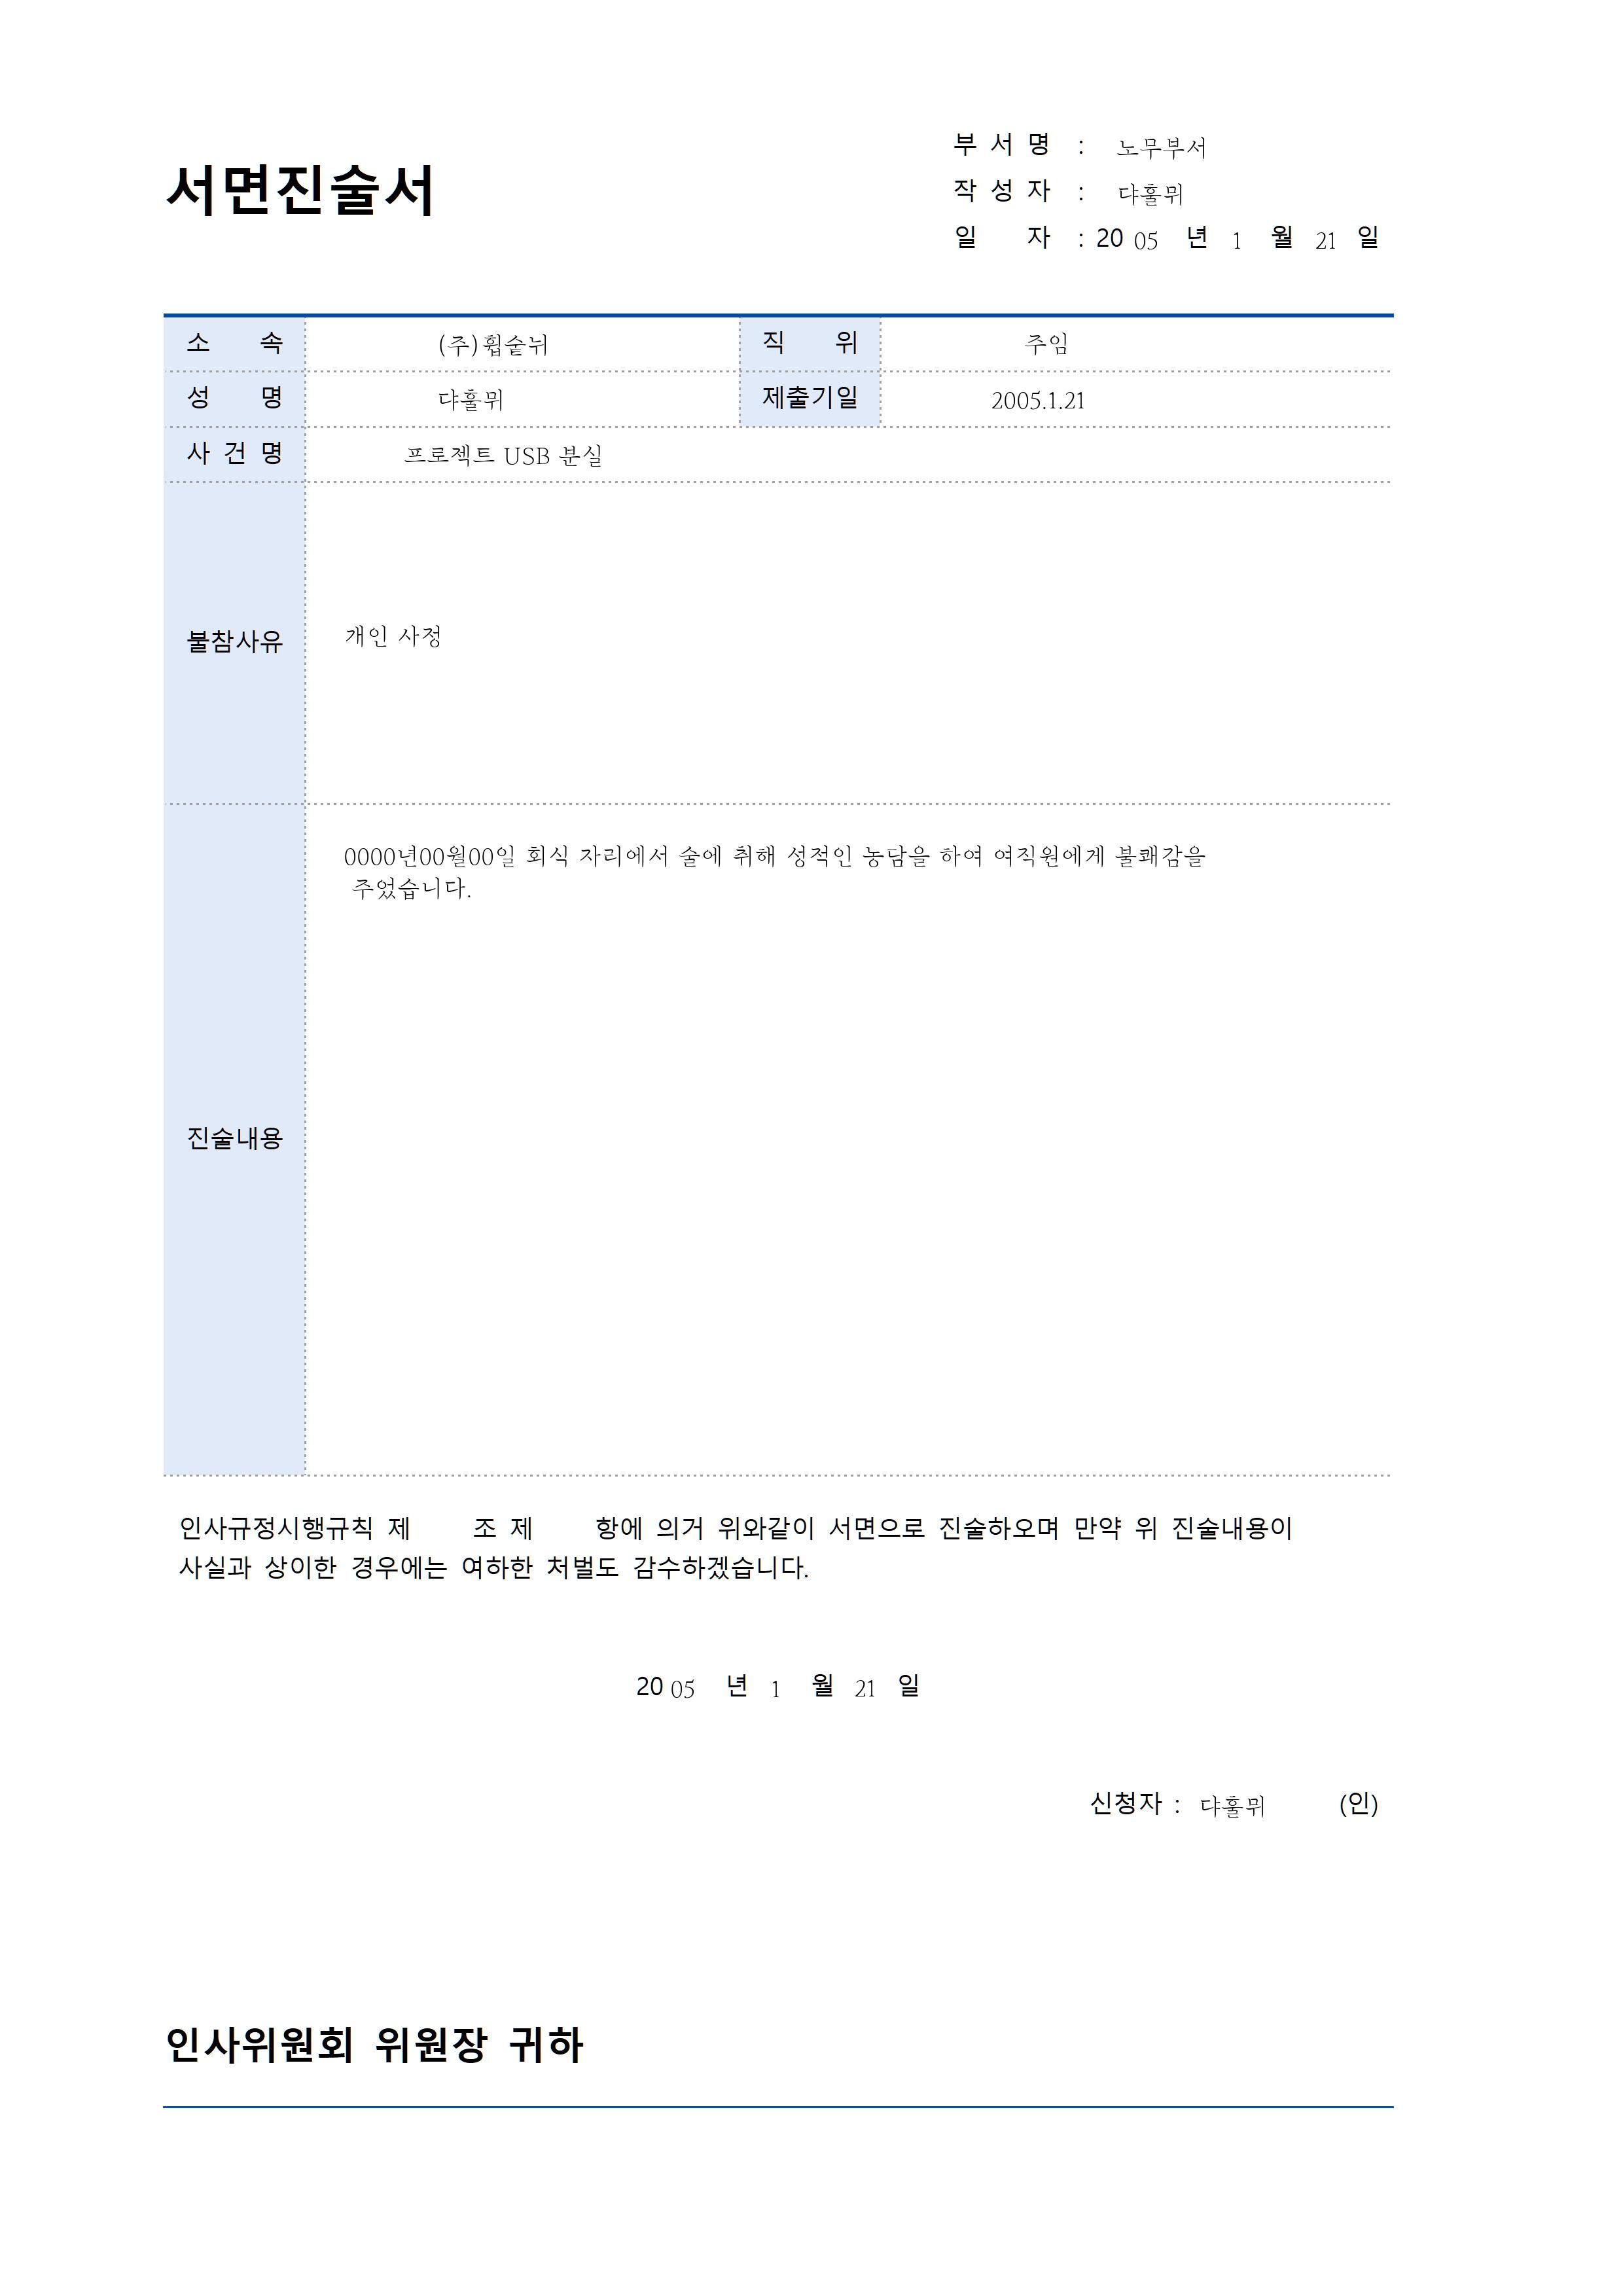 서면진술서
부 서 명 : 노무부서
작 성 자 : 댜훌뮈
일 자 : 20 05 년 1 월 21 일
소 속 (주)휩숱뉘 직 위 주임
성 명 댜훌뮈 제출기일 2005.1.21
사 건 명 프로젝트 USB 분실
불참사유 개인 사정
0000년00월00일 회식 자리에서 술에 취해 성적인 농담을 하여 여직원에게 불쾌감을
주었습니다.
진술내용
인사규정시행규칙 제 조 제 항에 의거 위와같이 서면으로 진술하오며 만약 위 진술내용이
사실과 상이한 경우에는 여하한 처벌도 감수하겠습니다.
20 05 년 1 월 21 일
신청자 : 댜훌뮈 (인)
인사위원회 위원장 귀하